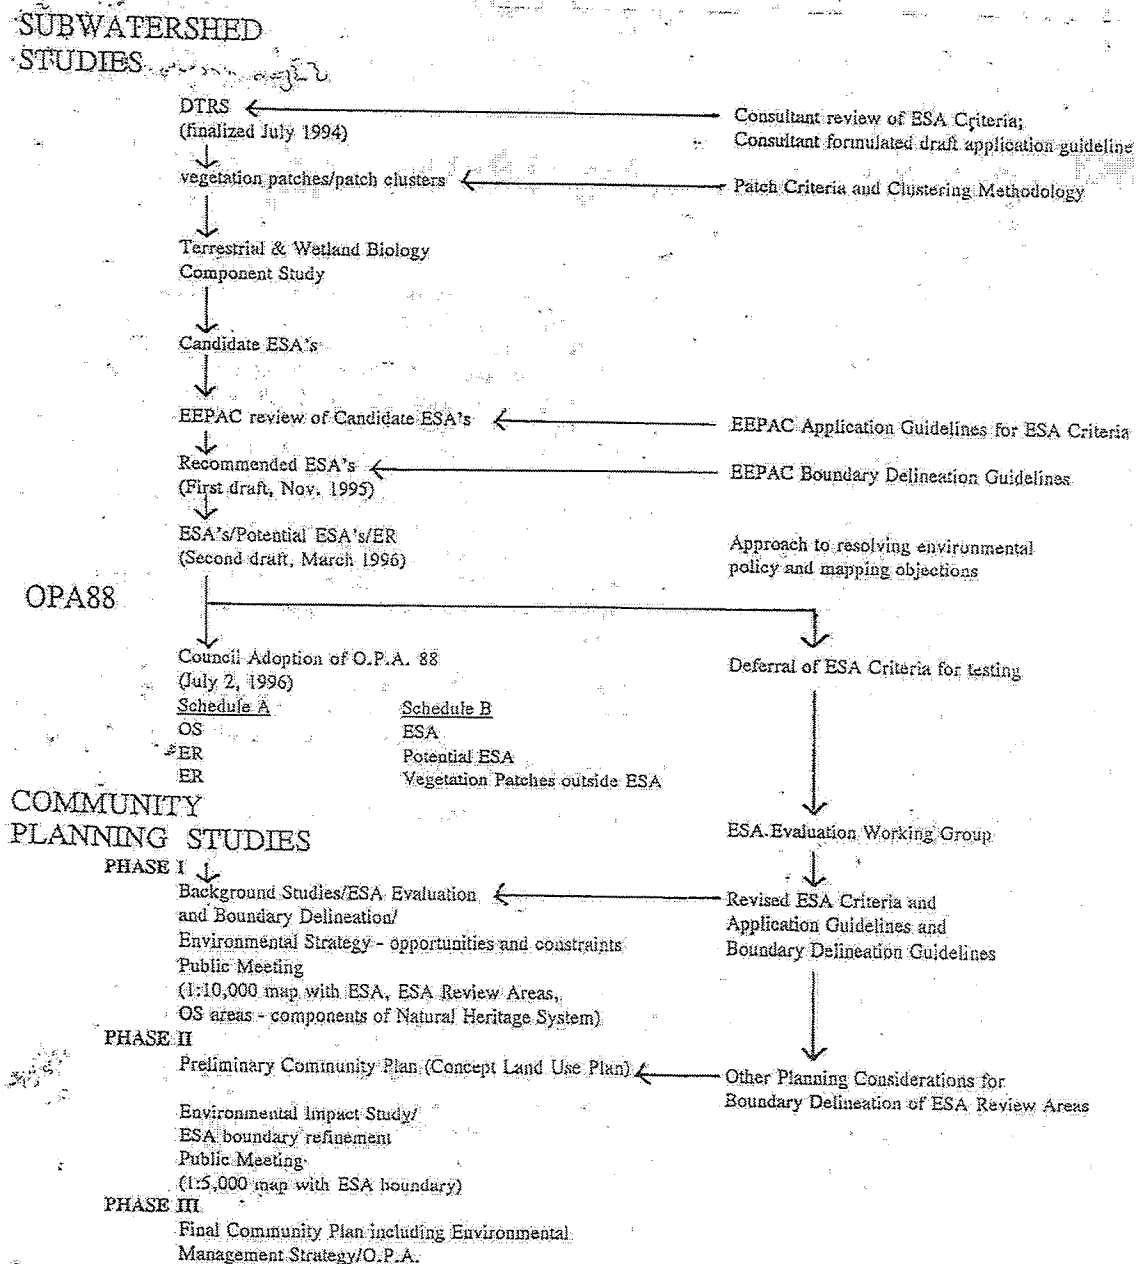 SUBWATERSHED
STUDIES
DTRS
(finalized July 1994)
Consultant review of ESA Criteria;
Consultant formulated draft application guideline
vegetation patches/patch clusters
Patch Criteria and Clustering Methodology
Terrestrial & Wetland Biology
Component Study
Candidate ESA's
EEPAC review of Candidate ESA's
EEPAC Application Guidelines for ESA Criteria
Recommended ESA's
(First draft, Nov. 1995)
EEPAC Boundary Delineation Guidelines
ESA's/Potential ESA's/ER
(Second draft, March 1996)
Approach to resolving environmental
policy and mapping objections
OPA88
Council Adoption of O.P.A. 88
(July 2, 1996)
Deferral of ESA Criteria for testing
Schedule A Schedule B
OS ESA
ER Potential ESA
ER Vegetation Patches outside ESA
COMMUNITY
PLANNING STUDIES
ESA Evaluation Working Group
PHASE I
Background Studies/ESA Evaluation
and Boundary Delineation/
Environmental Strategy - opportunities and constraints
Public Meeting
(1:10,000 map with ESA, ESA Review Areas,
OS areas - components of Natural Heritage System)
Revised ESA Criteria and
Application Guidelines and
Boundary Delineation Guidelines
PHASE II
Preliminary Community Plan (Concept Land Use Plan)
Other Planning Considerations for
Boundary Delineation of ESA Review Areas
Environmental Impact Study/
ESA boundary refinement
Public Meeting
(1:5,000 map with ESA boundary)
PHASE III
Final Community Plan including Environmental
Management Strategy/O.P.A.